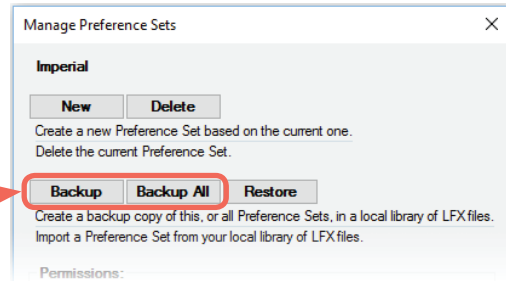 Manage Preference Sets
Imperial
New Delete
Create a new Preference Set based on the current one.
Delete the current Preference Set.
Backup Backup All Restore
Create a backup copy of this, or all Preference Sets, in a local library of LFX files.
Import a Preference Set from your local library of LFX files.
Permissions: